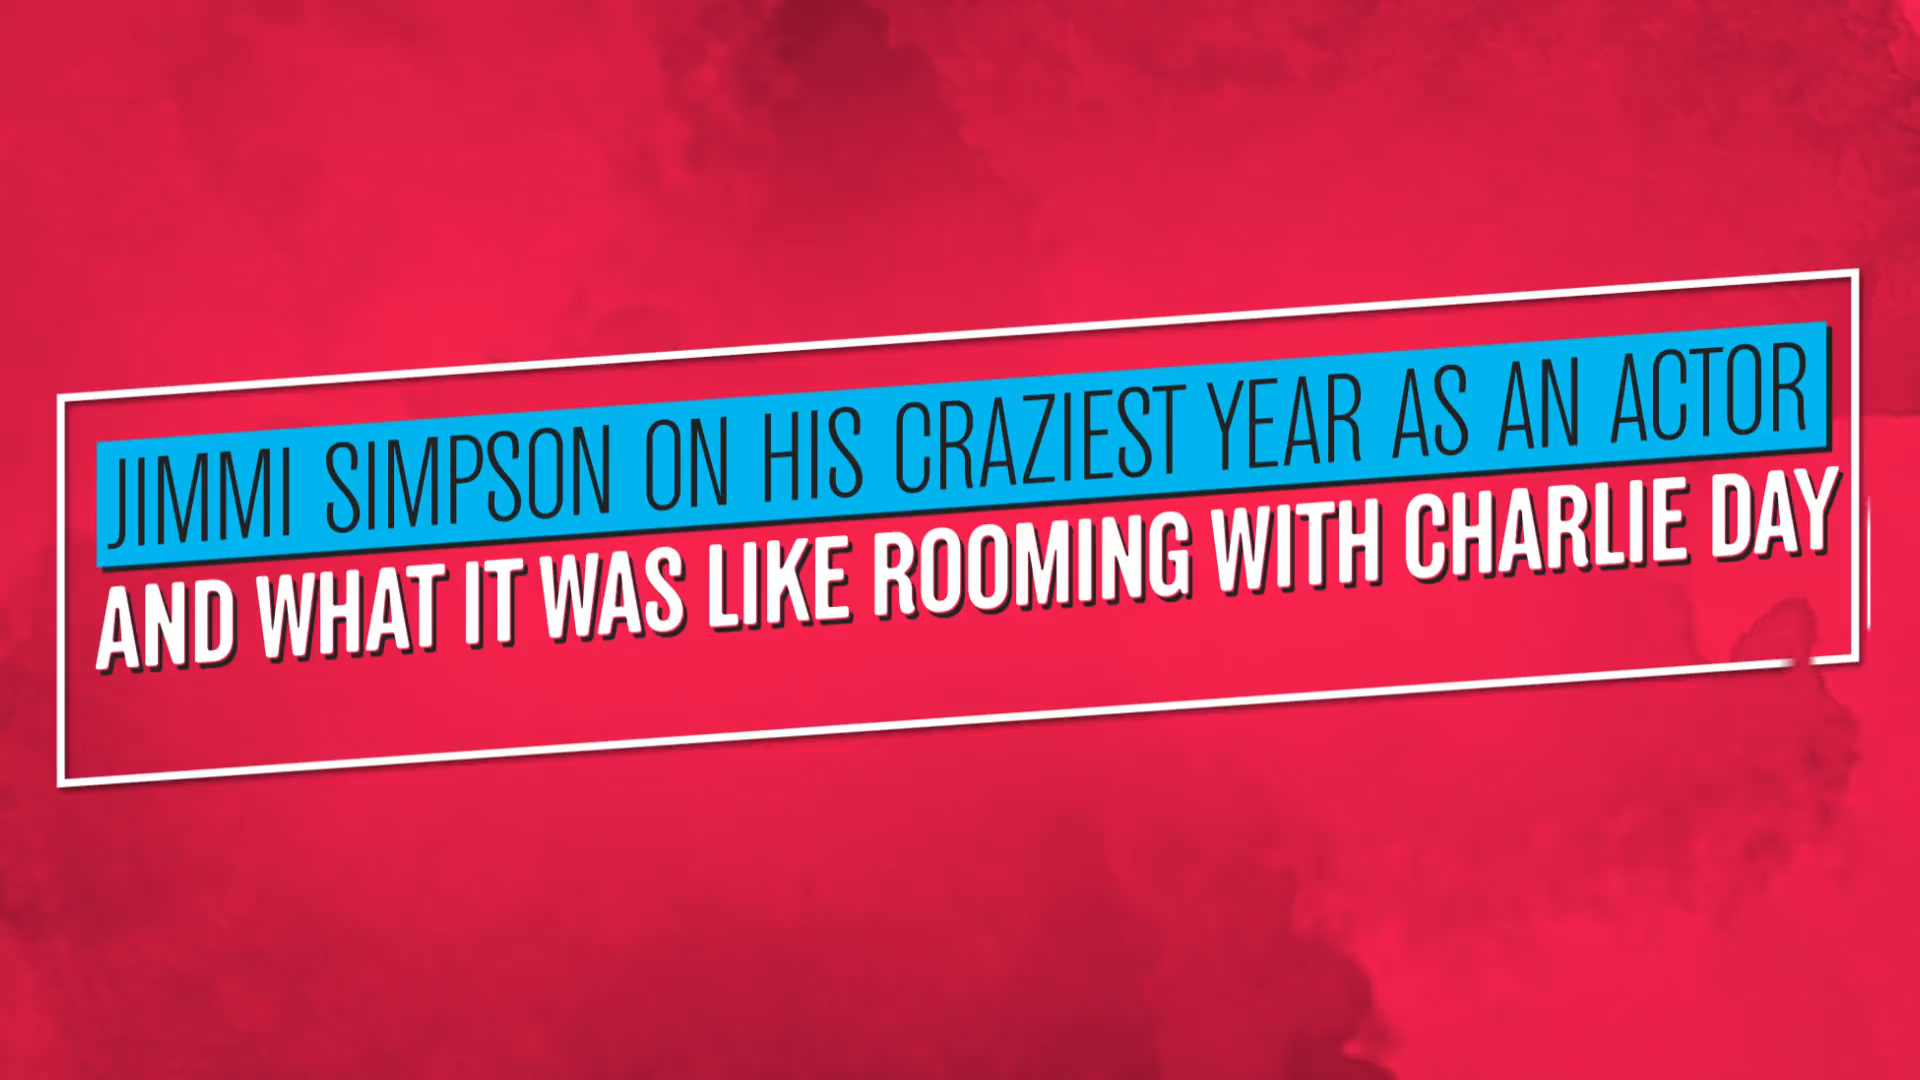 JIMMI SIMPSON ON HIS CRAZIEST YEAR AS AN ACTOR
AND WHAT IT WAS LIKE ROOMING WITH CHARLIE DAY